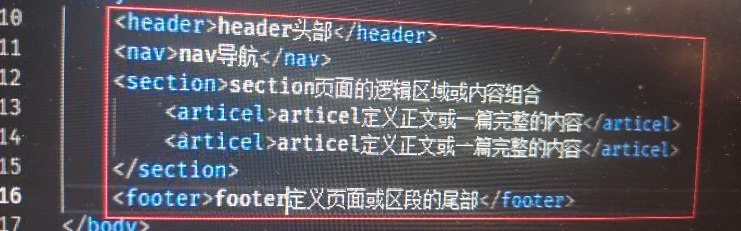 10 <header>header头部</header>
11 <nav>nav导航</nav>
12 <section>section页面的逻辑区域或内容组合
13 <articel>articel定义正文或一篇完整的内容</articel>
14 <articel>articel定义正文或一篇完整的内容</articel>
15 </section>
16 <footer>footer定义页面或区段的尾部</footer>
17 </body>